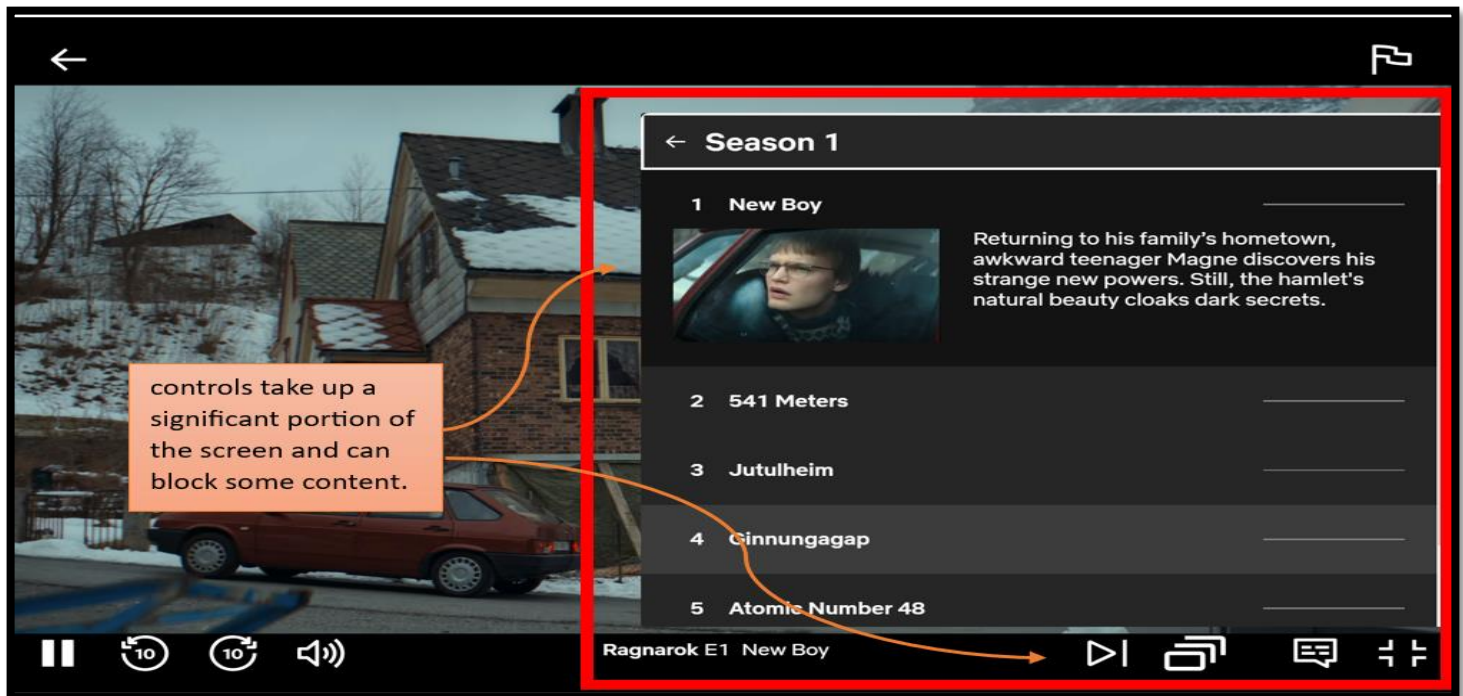 ← Season 1
1 New Boy
Returning to his family's hometown,
awkward teenager Magne discovers his
strange new powers. Still, the hamlet's
natural beauty cloaks dark secrets.
controls take up a
significant portion of
the screen and can
block some content.
2 541 Meters
3 Jutulheim
4 Ginnungagap
5 Atomic Number 48
10
10
Ragnarok E1 New Boy